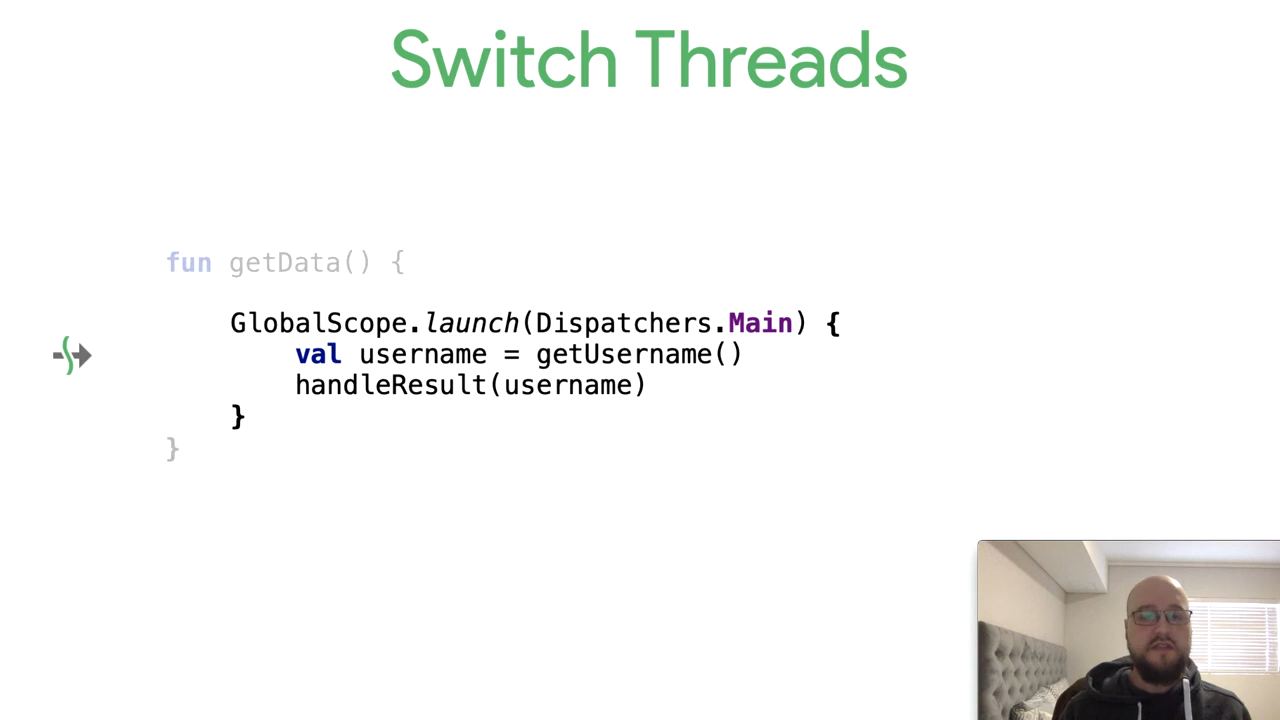 Switch Threads
fun getData() {
GlobalScope.launch(Dispatchers.Main) {
val username = getUsername()
handleResult(username)
}
}